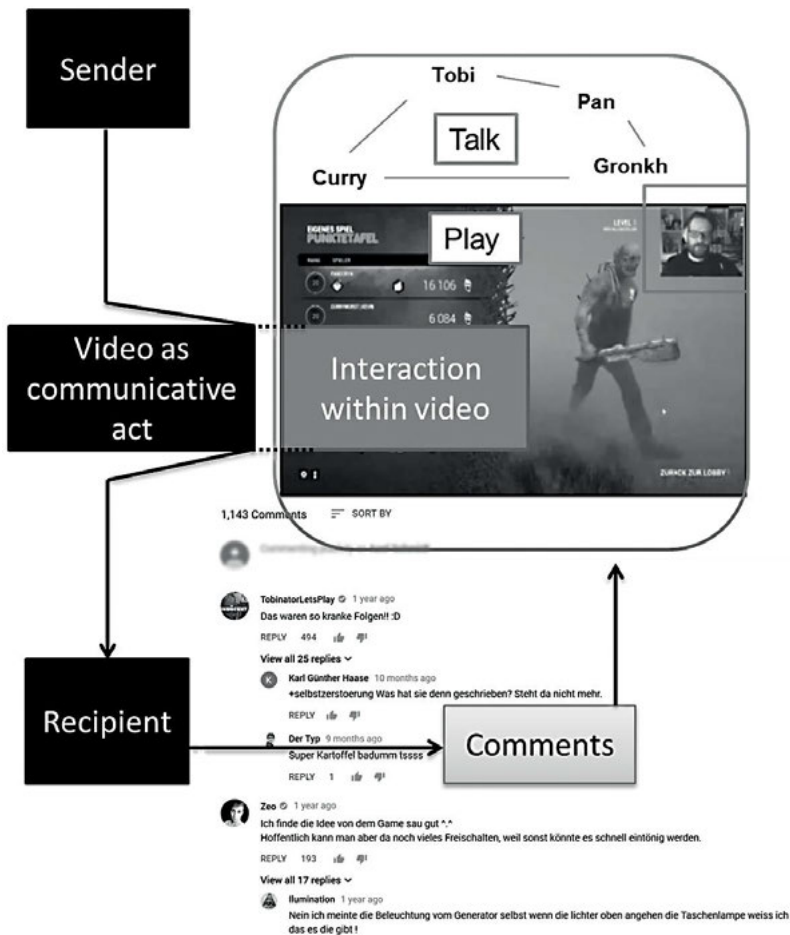 Sender
Tobi
Pan
Talk
Curry
Gronkh
EIGENES SPIEL
PUNKTETAFEL
Play
LEVEL 1
RANG SPIELER
16 106
6 084
Video as
communicative
act
Interaction
within video
ZURÜCK ZUR LOBBY
1,143 Comments SORT BY
TobinatorLetsPlay 1 year ago
Das waren so kranke Folgen!! :D
REPLY 494
View all 25 replies
K
Karl Günther Haase 10 months ago
+selbstzerstoerung Was hat sie denn geschrieben? Steht da nicht mehr.
REPLY
Recipient
Comments
Der Typ 9 months ago
Super Kartoffel badumm tssss
REPLY 1
Zeo 1 year ago
Ich finde die Idee von dem Game sau gut ^.^
Hoffentlich kann man aber da noch vieles Freischalten, weil sonst könnte es schnell eintönig werden.
REPLY 193
View all 17 replies
Ilumination 1 year ago
Nein ich meinte die Beleuchtung vom Generator selbst wenn die lichter oben angehen die Taschenlampe weiss ich
das es die gibt !